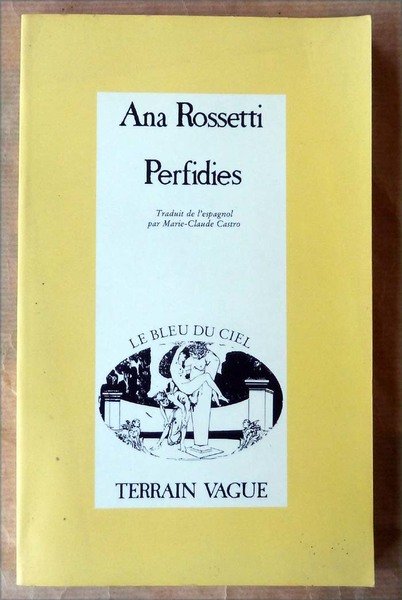 Ana Rossetti
Perfidies
Traduit de l'espagnol
par Marie-Claude Castro
LE BLEU DU CIEL
TERRAIN VAGUE